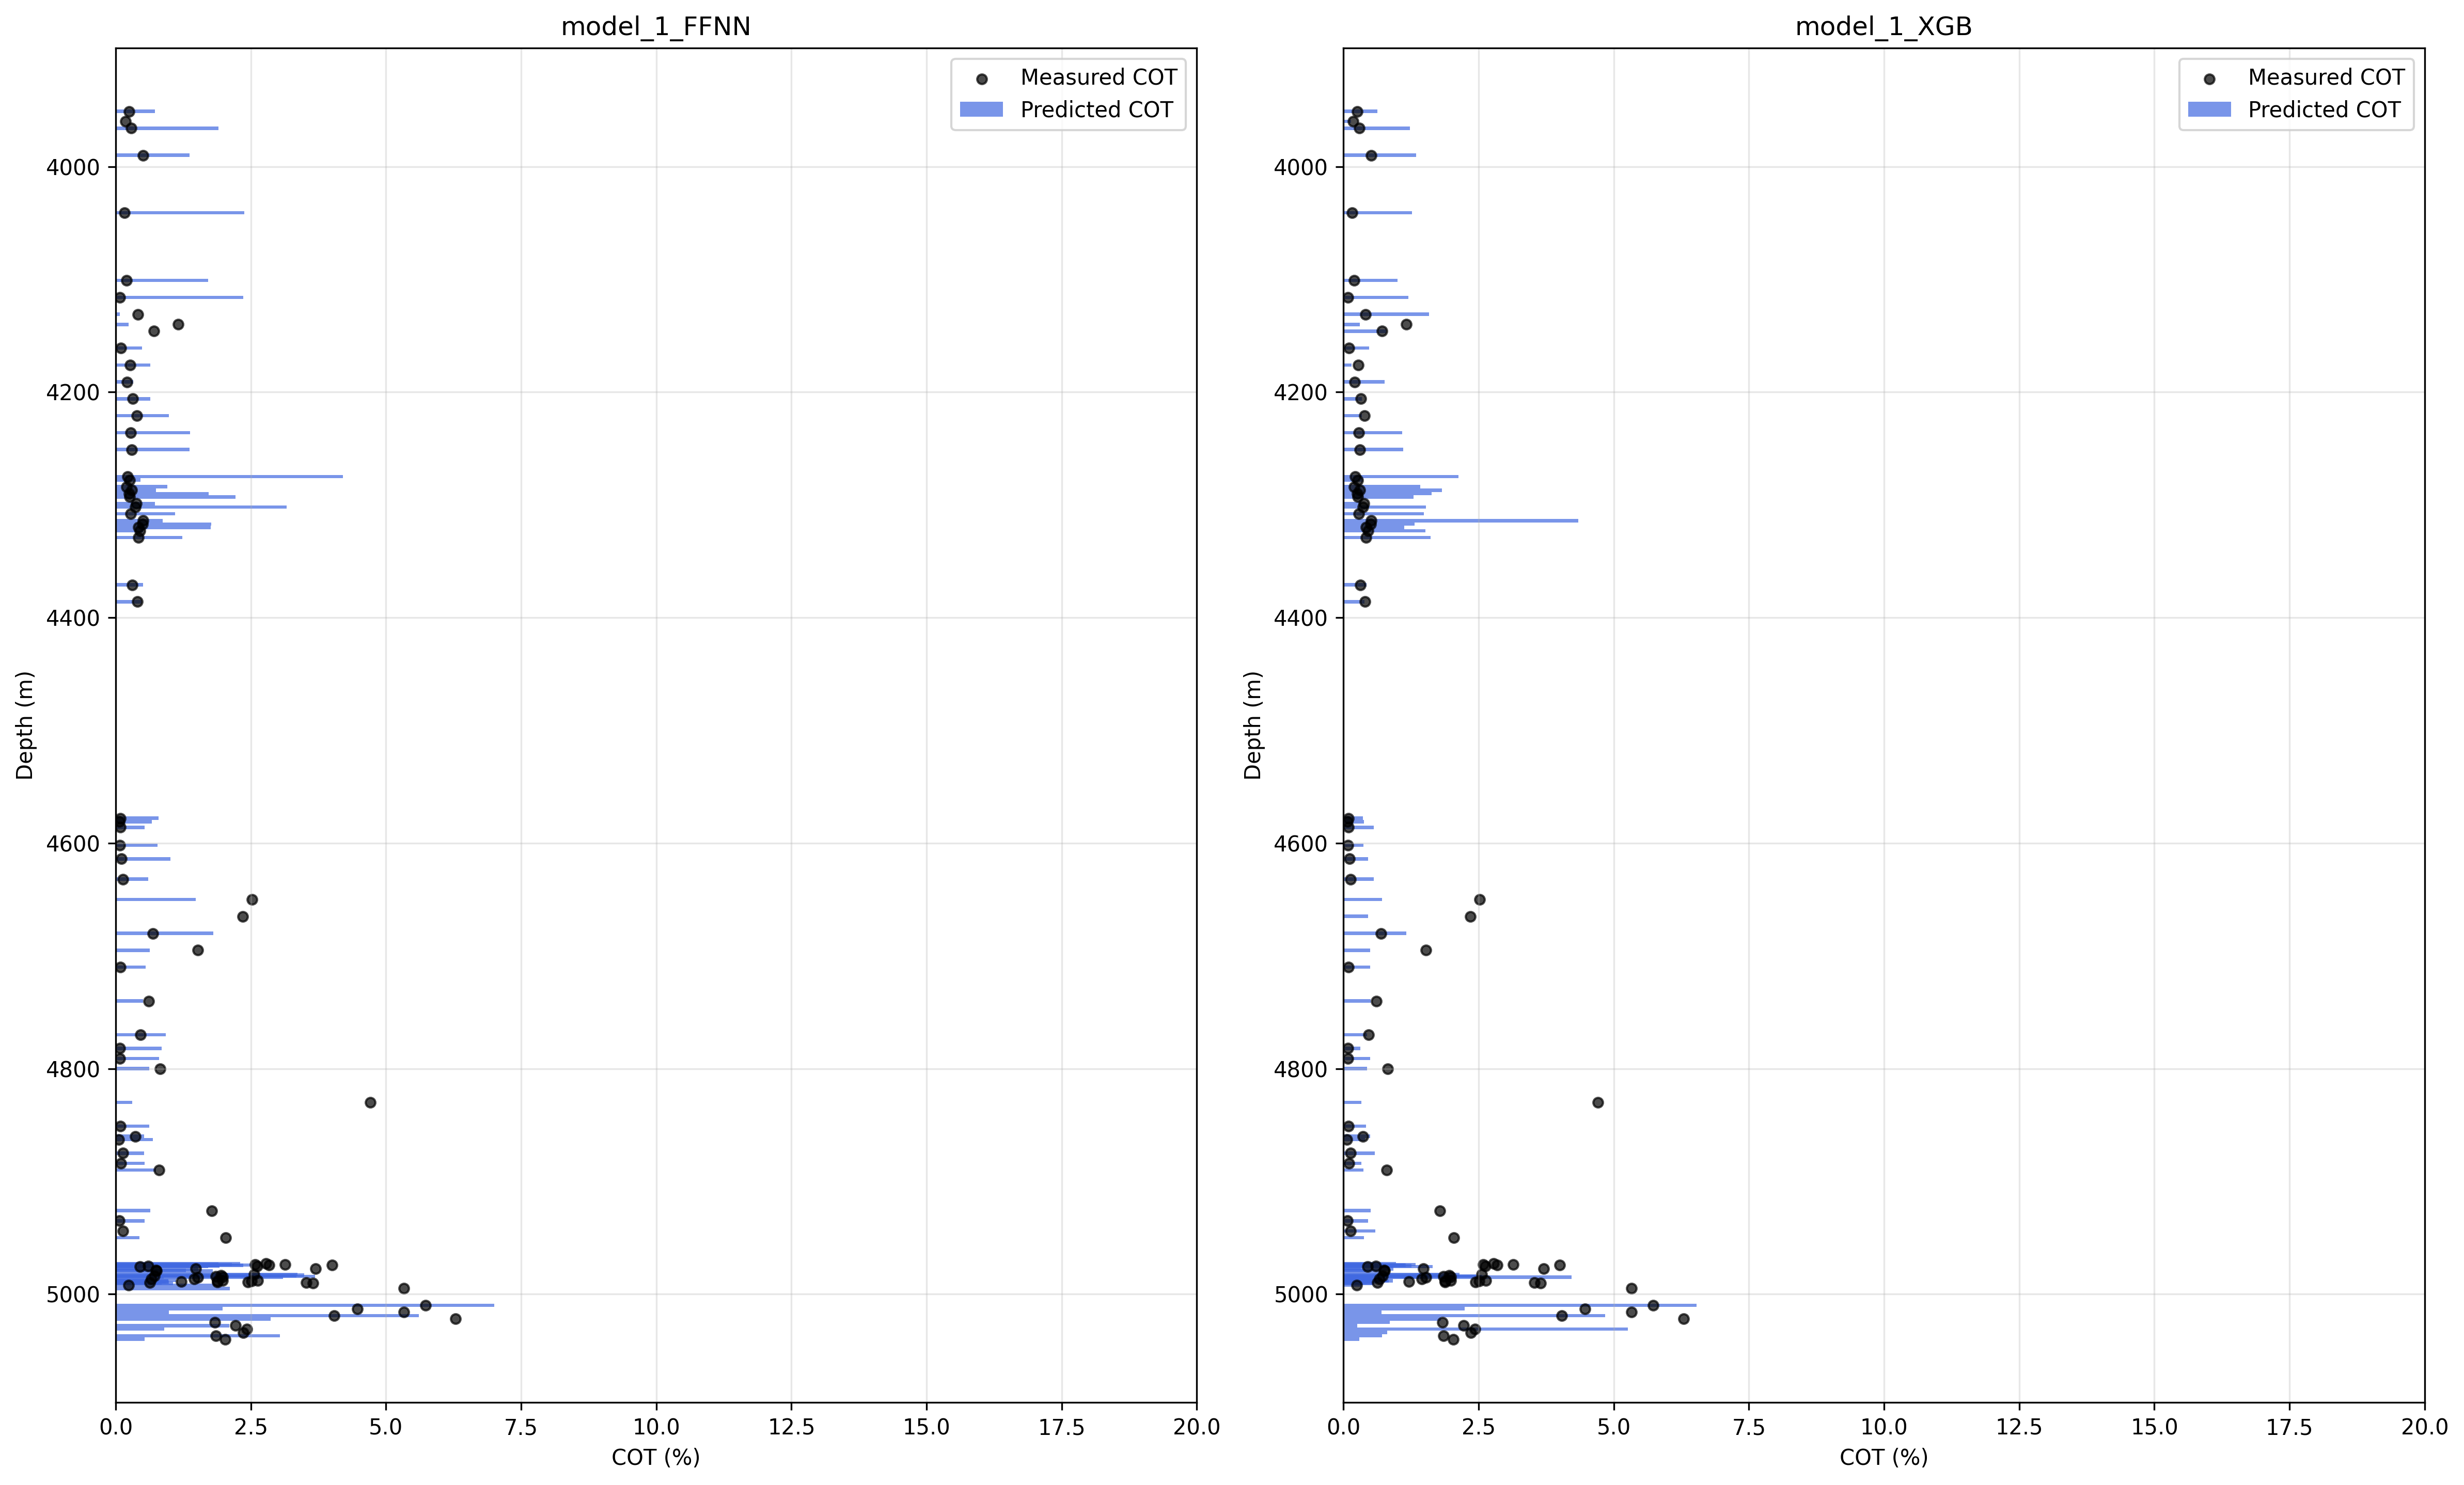 model_1_FFNN
Measured COT
Predicted COT
4000
4200
4400
4600
4800
5000
Depth (m)
0.0 2.5 5.0 7.5 10.0 12.5 15.0 17.5 20.0
COT (%)
model_1_XGB
Measured COT
Predicted COT
4000
4200
4400
4600
4800
5000
Depth (m)
0.0 2.5 5.0 7.5 10.0 12.5 15.0 17.5 20.0
COT (%)